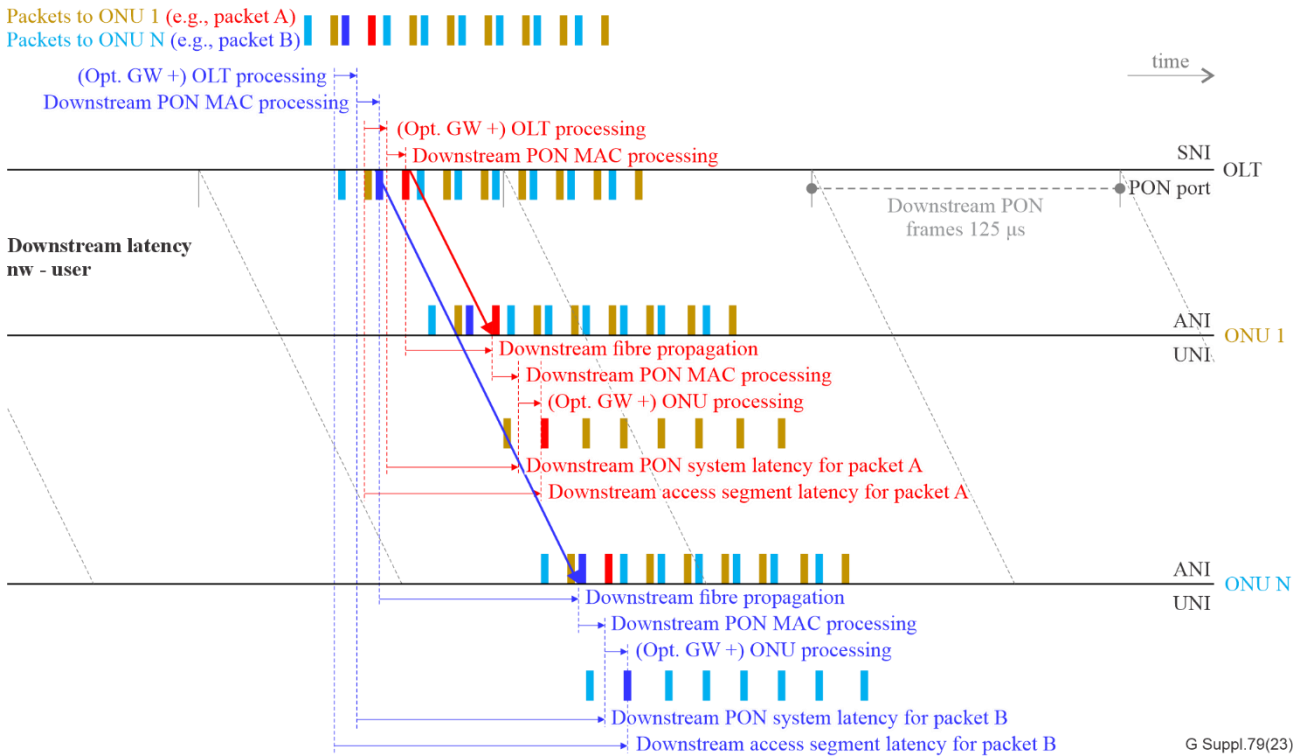 Packets to ONU 1 (e.g., packet A)
Packets to ONU N (e.g., packet B)
time
(Opt. GW +) OLT processing
Downstream PON MAC processing
(Opt. GW +) OLT processing
Downstream PON MAC processing
SNI
OLT
PON port
Downstream PON
frames 125 μs
Downstream latency
nw - user
ANI
ONU 1
UNI
Downstream fibre propagation
Downstream PON MAC processing
(Opt. GW +) ONU processing
Downstream PON system latency for packet A
Downstream access segment latency for packet A
ANI
ONU N
UNI
Downstream fibre propagation
Downstream PON MAC processing
(Opt. GW +) ONU processing
Downstream PON system latency for packet B
Downstream access segment latency for packet B
G Suppl.79(23)